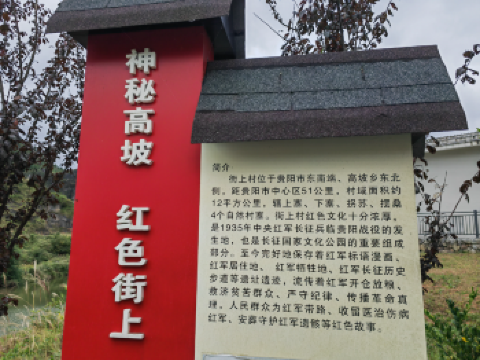 神秘高坡 红色街上
简介：
街上村位于贵阳市东南端、高坡乡东北
侧。距贵阳市中心区51公里。村域面积约
12平方公里。辖上寨、下寨、拐苏、摆桑
4个自然村寨。街上村红色文化十分浓厚。
是1935年中央红军长征兵临贵阳战役的发
生地，也是长征国家文化公园的重要组成
部分。至今完好地保存着红军标语漫画、
红军居住地、红军牺牲地、红军长征历史
步道等遗址遗迹，流传着红军开仓放粮、
救济贫苦群众、严守纪律、传播革命真
理、人民群众为红军带路、收留医治伤病
红军、安葬守护红军遗骸等红色故事。